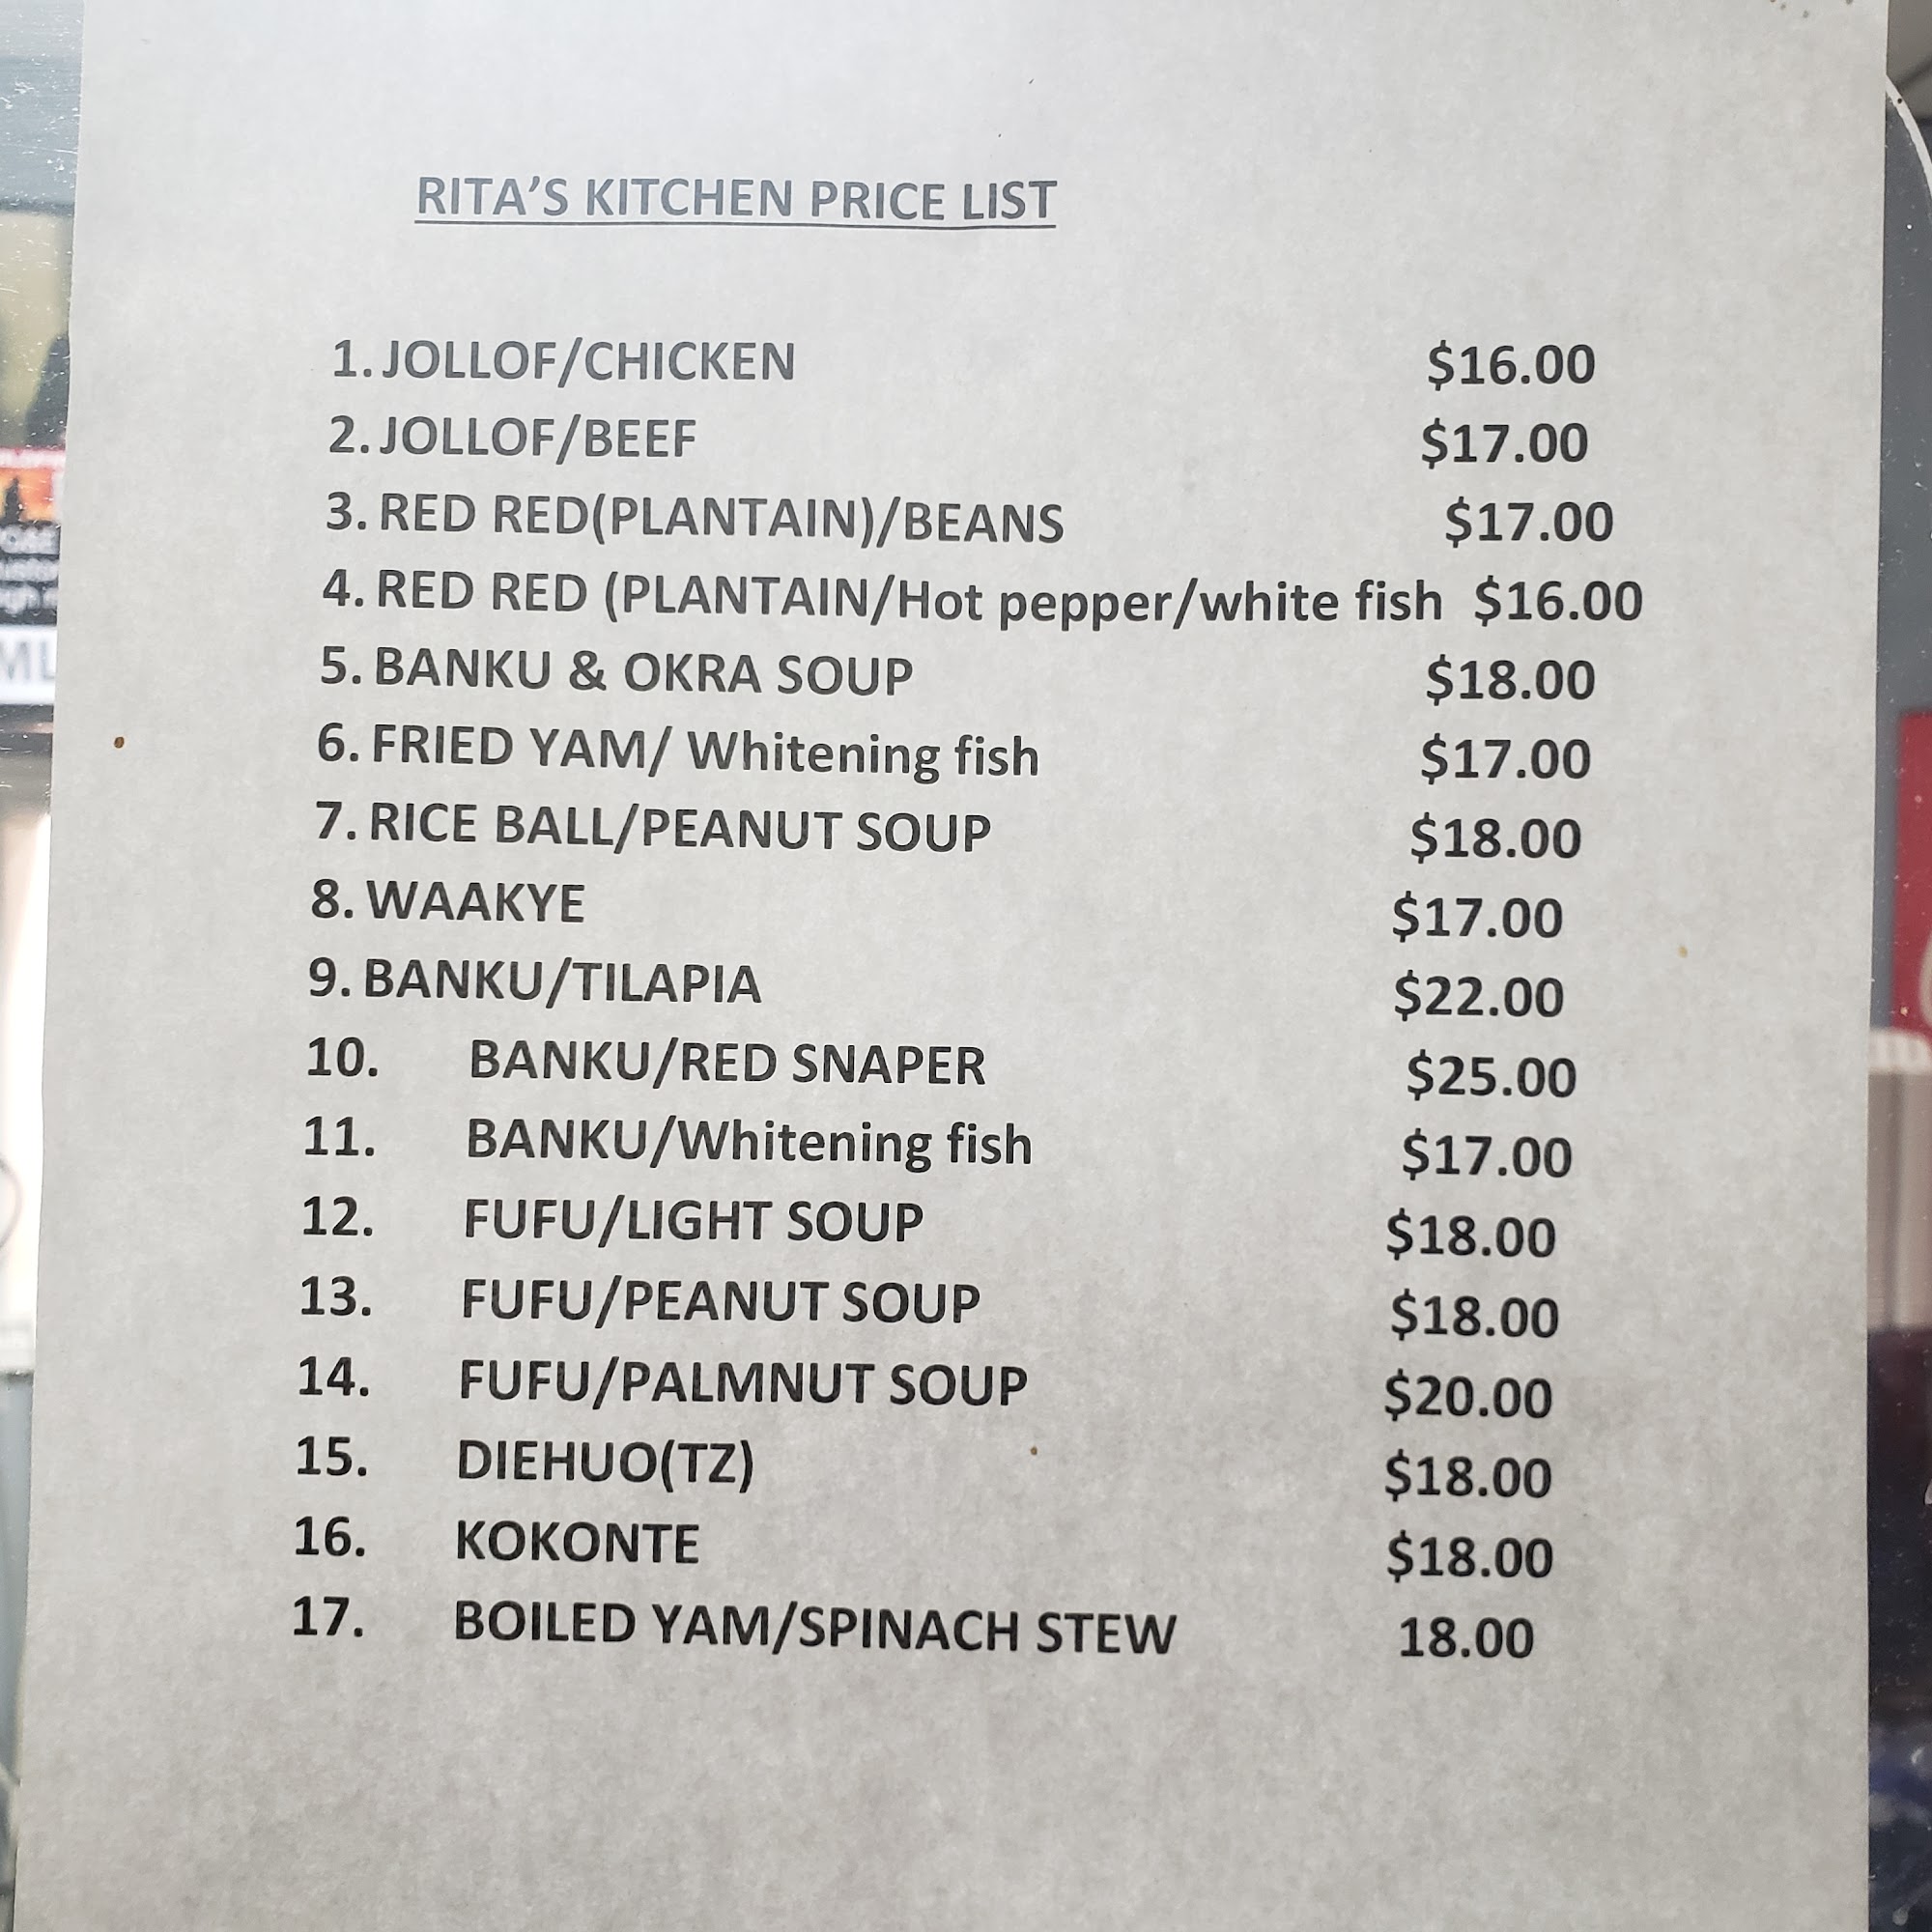 RITA'S KITCHEN PRICE LIST
1. JOLLOF/CHICKEN $16.00
2. JOLLOF/BEEF $17.00
3. RED RED(PLANTAIN)/BEANS $17.00
4. RED RED (PLANTAIN/Hot pepper/white fish $16.00
5. BANKU & OKRA SOUP $18.00
6. FRIED YAM/ Whitening fish $17.00
7. RICE BALL/PEANUT SOUP $18.00
8. WAAKYE $17.00
9. BANKU/TILAPIA $22.00
10. BANKU/RED SNAPER $25.00
11. BANKU/Whitening fish $17.00
12. FUFU/LIGHT SOUP $18.00
13. FUFU/PEANUT SOUP $18.00
14. FUFU/PALMNUT SOUP $20.00
15. DIEHUO(TZ) $18.00
16. KOKONTE $18.00
17. BOILED YAM/SPINACH STEW 18.00